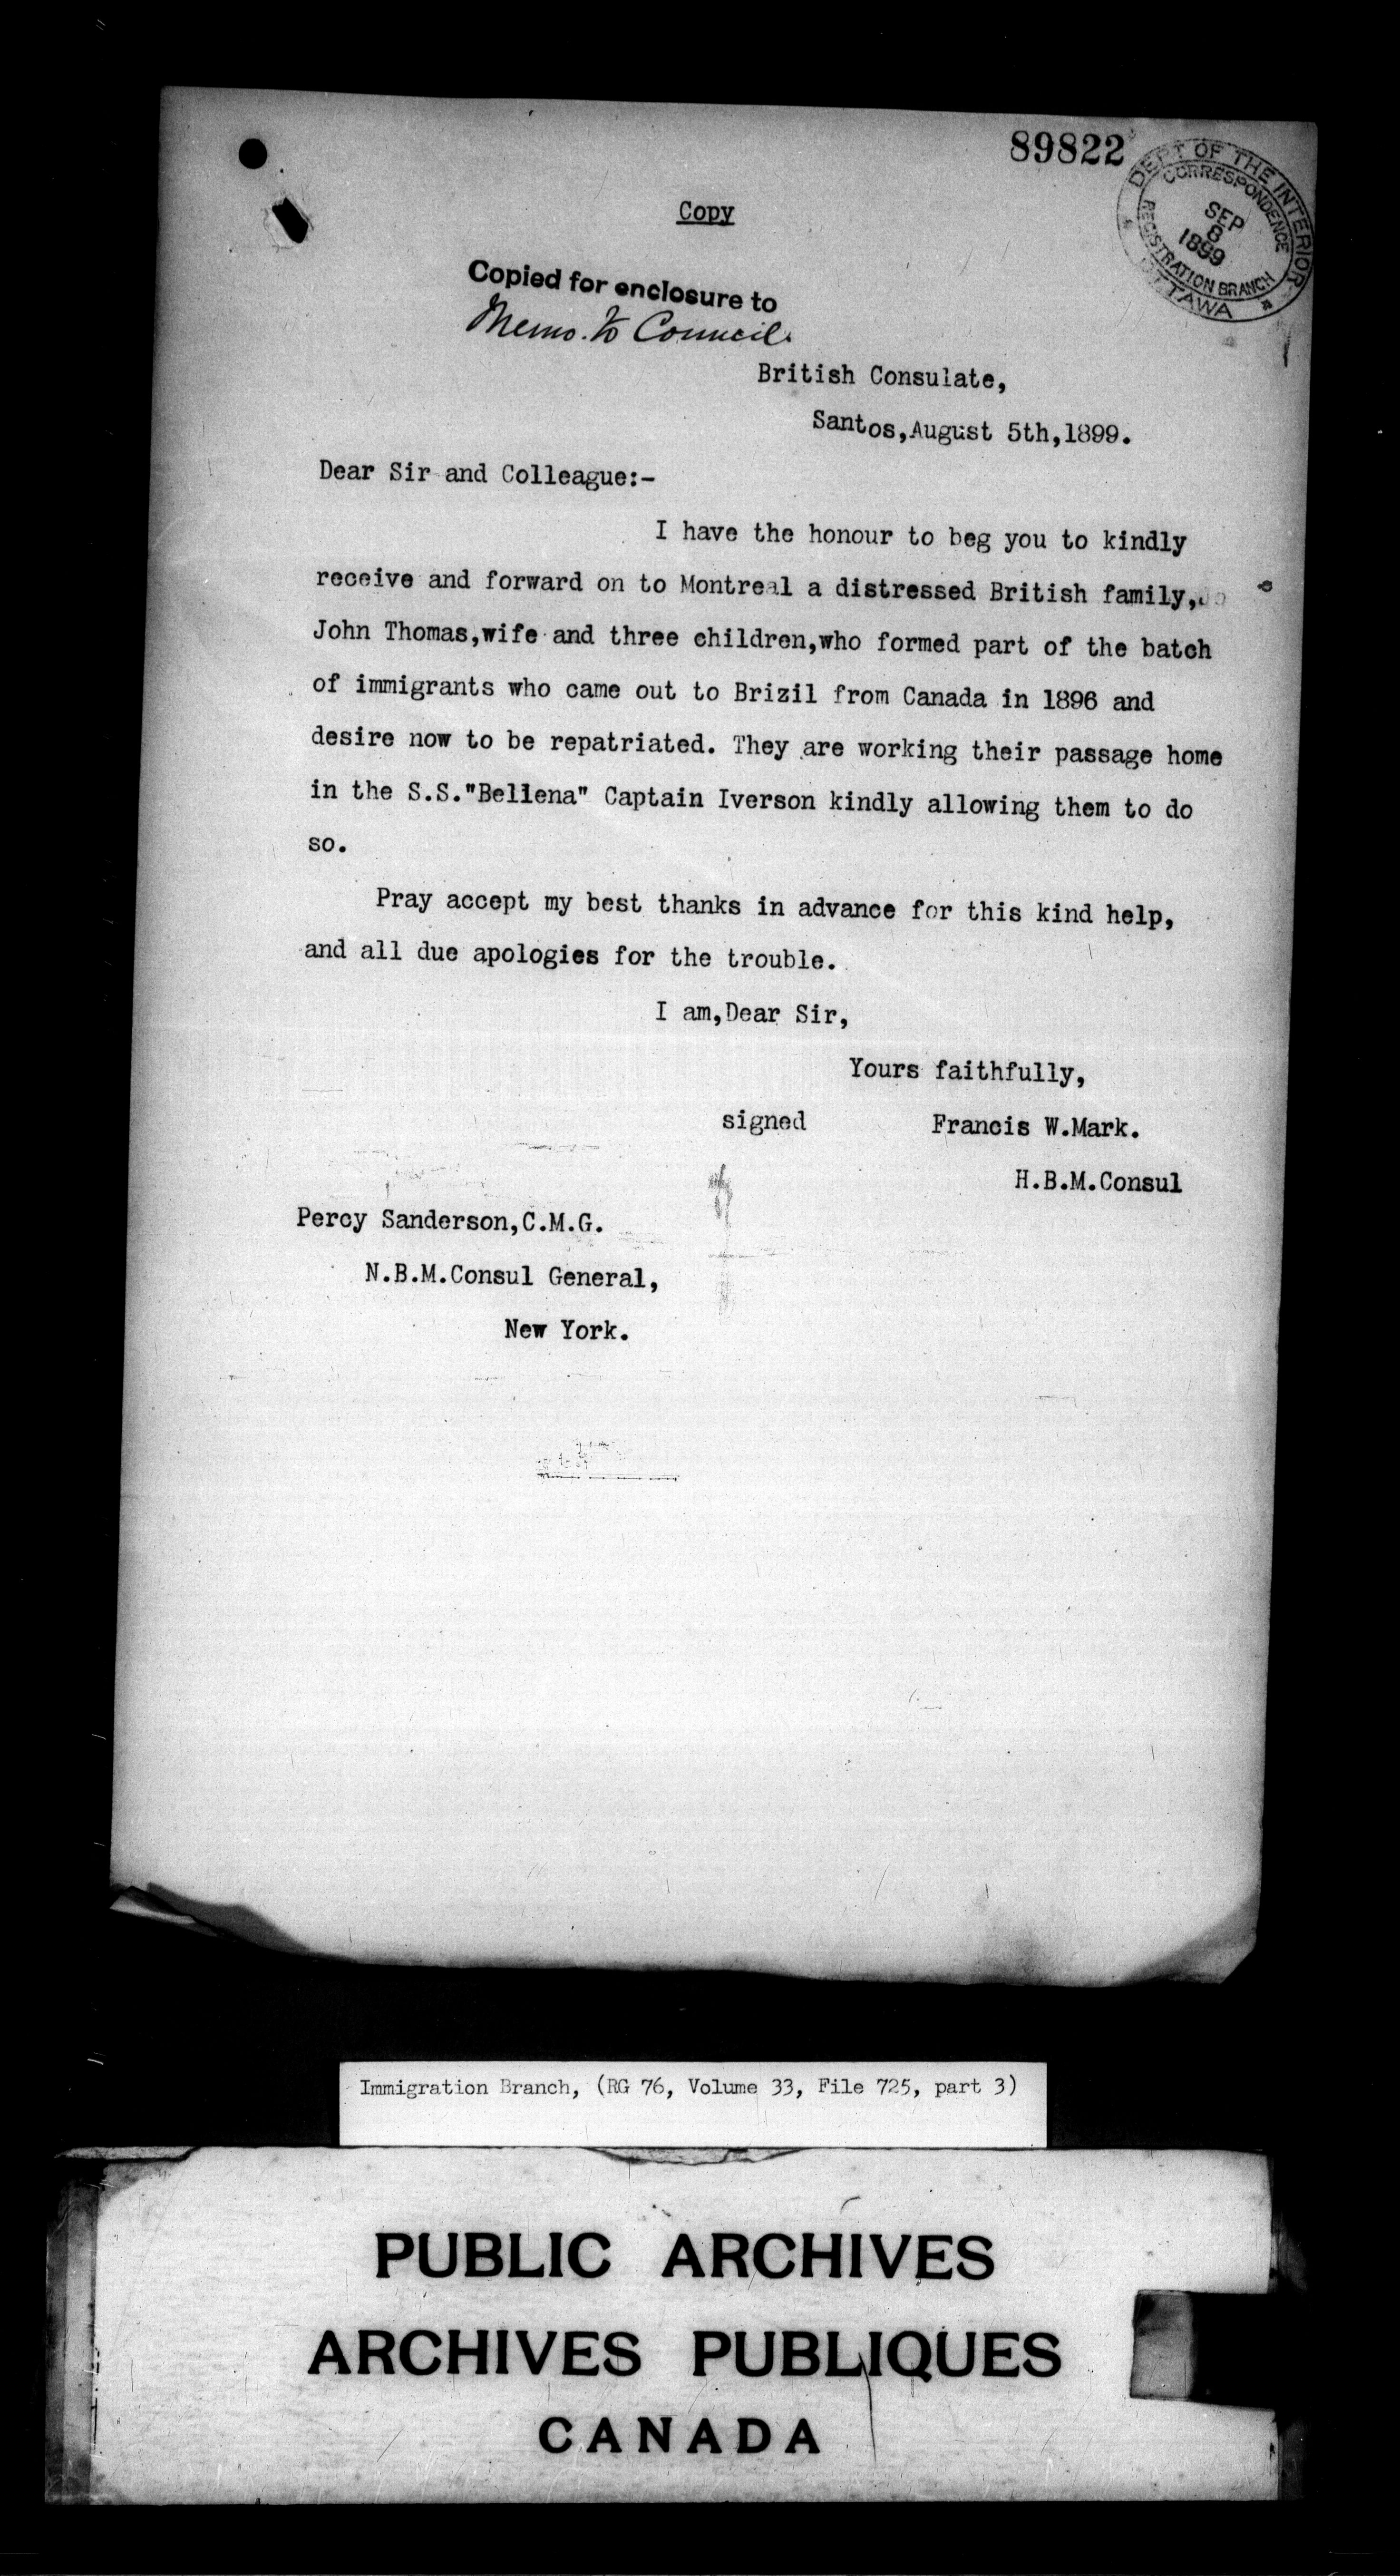 89822
DEPT OF THE INTERIOR
CORRESPONDENCE
SEP
8
1899
REGISTRATION BRANCH
OTTAWA
Copy
Copied for enclosure to
Memo. to Council.
British Consulate,
Santos,August 5th,1899.
Dear Sir and Colleague:-
I have the honour to beg you to kindly
receive and forward on to Montreal a distressed British family,Jo
John Thomas,wife and three children,who formed part of the batch
of immigrants who came out to Brizil from Canada in 1896 and
desire now to be repatriated. They are working their passage home
in the S.S."Bellena" Captain Iverson kindly allowing them to do
so.
Pray accept my best thanks in advance for this kind help,
and all due apologies for the trouble.
I am,Dear Sir,
Yours faithfully,
signed Francis W.Mark.
H.B.M.Consul
Percy Sanderson,C.M.G.
N.B.M.Consul General,
New York.
Immigration Branch, (RG 76, Volume 33, File 725, part 3)
PUBLIC ARCHIVES
ARCHIVES PUBLIQUES
CANADA